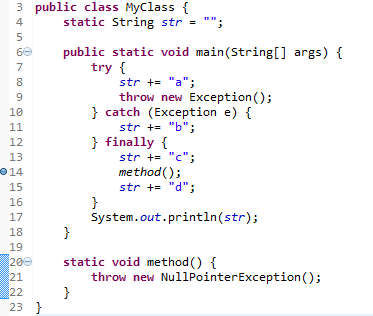 3 public class MyClass {
4     static String str = "";
5
6     public static void main(String[] args) {
7         try {
8             str += "a";
9             throw new Exception();
10         } catch (Exception e) {
11             str += "b";
12         } finally {
13             str += "c";
14             method();
15             str += "d";
16         }
17         System.out.println(str);
18     }
19
20     static void method() {
21         throw new NullPointerException();
22     }
23 }